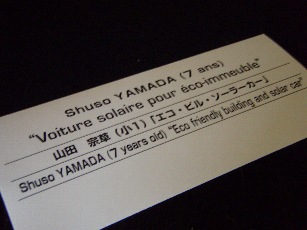 Shuso YAMADA (7 ans)
"Voiture solaire pour éco-immeuble"
山田 宗草 (小1)「エコ・ビル・ソーラーカー」
Shuso YAMADA (7 years old) "Eco friendly building and solar car"